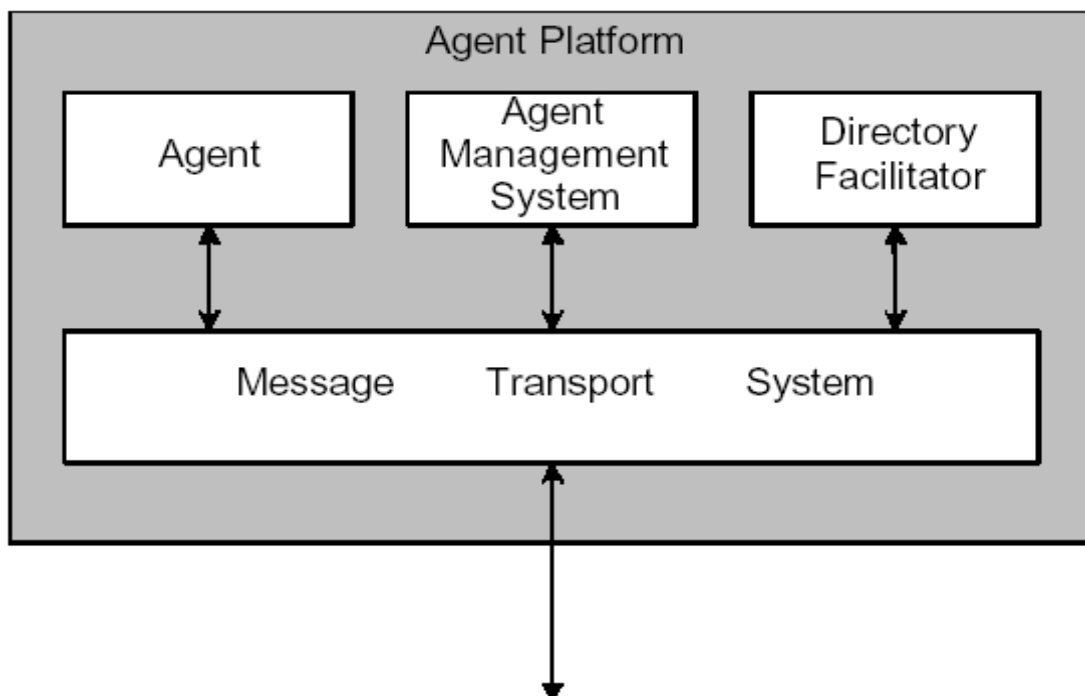 Agent Platform
Agent
Agent
Management
System
Directory
Facilitator
Message Transport System